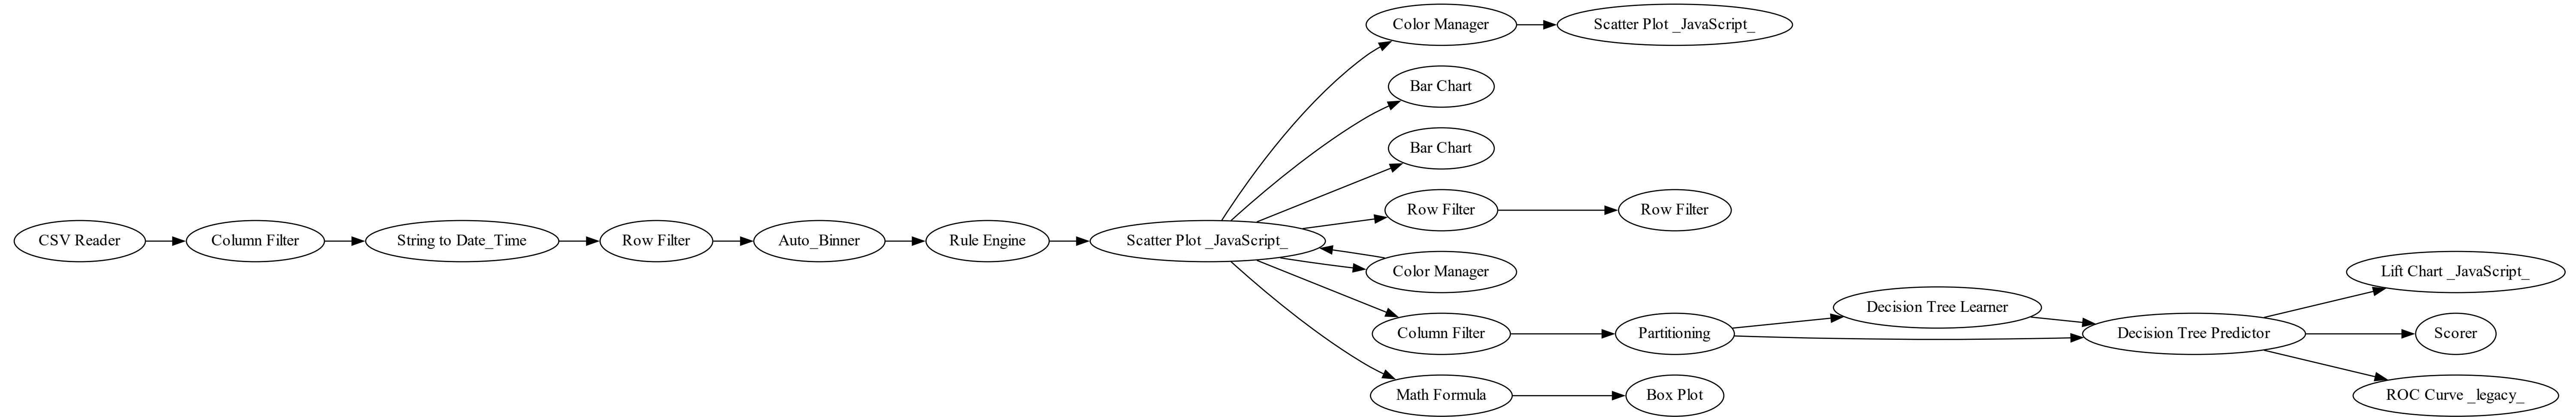 CSV Reader
Column Filter
String to Date_Time
Row Filter
Auto_Binner
Rule Engine
Scatter Plot _JavaScript_
Color Manager
Scatter Plot _JavaScript_
Bar Chart
Bar Chart
Row Filter
Row Filter
Color Manager
Column Filter
Partitioning
Decision Tree Learner
Decision Tree Predictor
Lift Chart _JavaScript_
Scorer
ROC Curve _legacy_
Math Formula
Box Plot